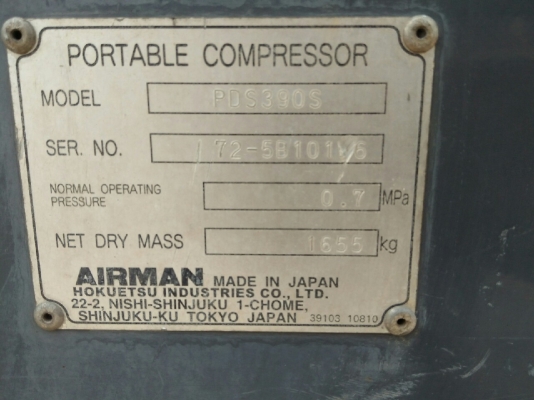 PORTABLE COMPRESSOR
MODEL PDS390S
SER. NO.
NORMAL OPERATING PRESSURE 0.7 MPa
NET DRY MASS 1655 kg
AIRMAN MADE IN JAPAN
HOKUETSU INDUSTRIES CO., LTD.
22-2, NISHI-SHINJUKU 1-CHOME,
SHINJUKU-KU TOKYO JAPAN 39103 10810